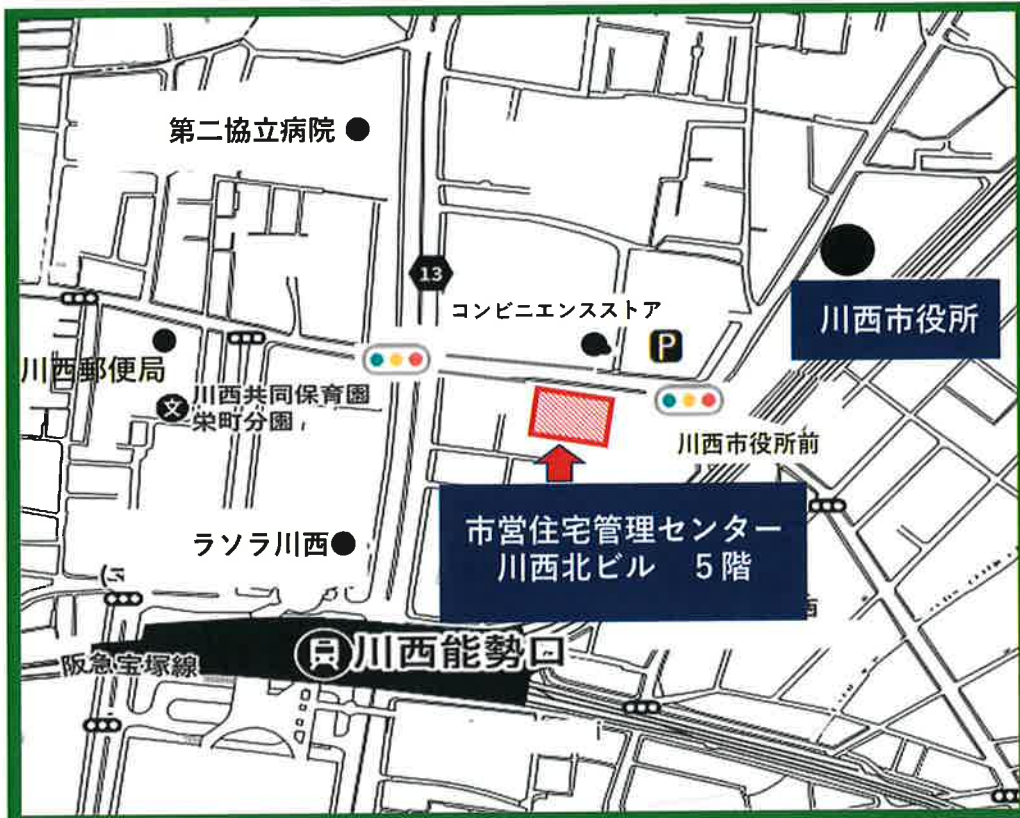 第二協立病院
13
コンビニエンスストア
P
川西市役所
川西郵便局
文
川西共同保育園
栄町分園
川西市役所前
市営住宅管理センター
川西北ビル 5階
ラソラ川西
川西能勢口
阪急宝塚線